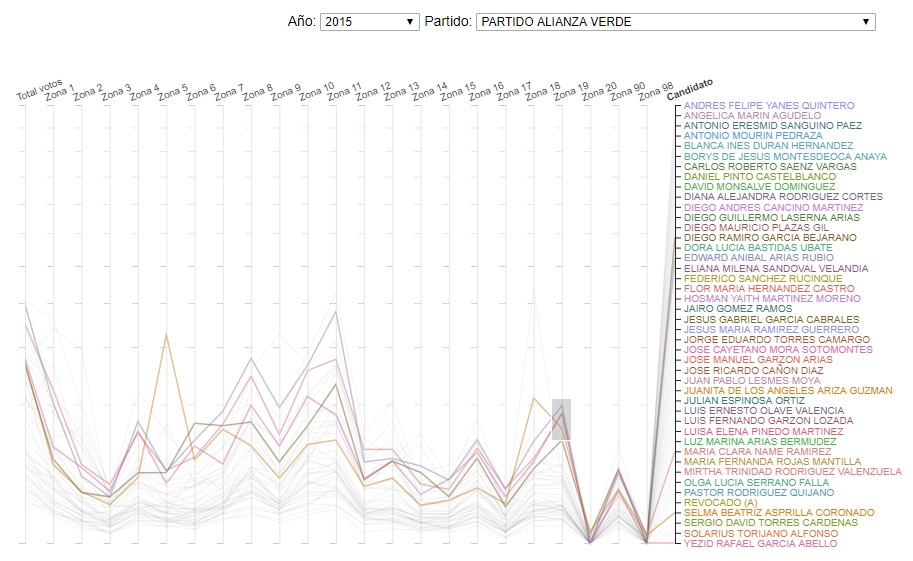 Año: 2015 Partido: PARTIDO ALIANZA VERDE
Total votos
Zona 1
Zona 2
Zona 3
Zona 4
Zona 5
Zona 6
Zona 7
Zona 8
Zona 9
Zona 10
Zona 11
Zona 12
Zona 13
Zona 14
Zona 15
Zona 16
Zona 17
Zona 18
Zona 19
Zona 20
Zona 90
Zona 98
Candidato
ANDRES FELIPE YANES QUINTERO
ANGELICA MARIN AGUDELO
ANTONIO ERESMID SANGUINO PAEZ
ANTONIO MOURIN PEDRAZA
BLANCA INES DURAN HERNANDEZ
BORYS DE JESUS MONTESDEOCA ANAYA
CARLOS ROBERTO SAENZ VARGAS
DANIEL PINTO CASTELBLANCO
DAVID MONSALVE DOMINGUEZ
DIANA ALEJANDRA RODRIGUEZ CORTES
DIEGO ANDRES CANCINO MARTINEZ
DIEGO GUILLERMO LASERNA ARIAS
DIEGO MAURICIO PLAZAS GIL
DIEGO RAMIRO GARCIA BEJARANO
DORA LUCIA BASTIDAS UBATE
EDWARD ANIBAL ARIAS RUBIO
ELIANA MILENA SANDOVAL VELANDIA
FEDERICO SANCHEZ RUCINQUE
FLOR MARIA HERNANDEZ CASTRO
HOSMAN YAITH MARTINEZ MORENO
JAIRO GOMEZ RAMOS
JESUS GABRIEL GARCIA CABRALES
JESUS MARIA RAMIREZ GUERRERO
JORGE EDUARDO TORRES CAMARGO
JOSE CAYETANO MORA SOTOMONTES
JOSE MANUEL GARZON ARIAS
JOSE RICARDO CAÑON DIAZ
JUAN PABLO LESMES MOYA
JUANITA DE LOS ANGELES ARIZA GUZMAN
JULIAN ESPINOSA ORTIZ
LUIS ERNESTO OLAVE VALENCIA
LUIS FERNANDO GARZON LOZADA
LUISA ELENA PINEDO MARTINEZ
LUZ MARINA ARIAS BERMUDEZ
MARIA CLARA NAME RAMIREZ
MARIA FERNANDA ROJAS MANTILLA
MIRTHA TRINIDAD RODRIGUEZ VALENZUELA
OLGA LUCIA SERRANO FALLA
PASTOR RODRIGUEZ QUIJANO
REVOCADO (A)
SELMA BEATRIZ ASPRILLA CORONADO
SERGIO DAVID TORRES CARDENAS
SOLARIUS TORIJANO ALFONSO
YEZID RAFAEL GARCIA ABELLO